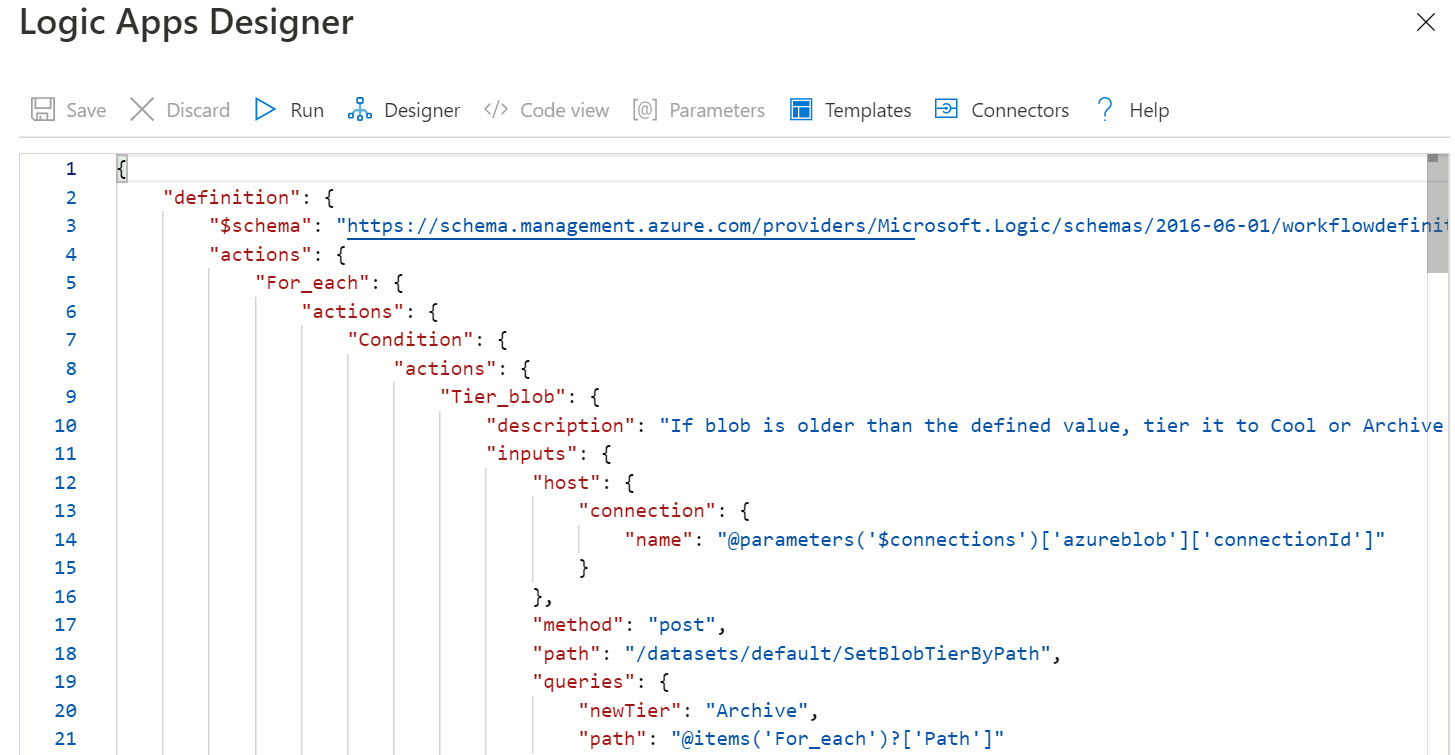 Logic Apps Designer
Save Discard Run Designer </> Code view [@] Parameters Templates Connectors ? Help
1 {
2 "definition": {
3 "$schema": "https://schema.management.azure.com/providers/Microsoft.Logic/schemas/2016-06-01/workflowdefinit
4 "actions": {
5 "For_each": {
6 "actions": {
7 "Condition": {
8 "actions": {
9 "Tier_blob": {
10 "description": "If blob is older than the defined value, tier it to Cool or Archive
11 "inputs": {
12 "host": {
13 "connection": {
14 "name": "@parameters('$connections')['azureblob']['connectionId']"
15 }
16 },
17 "method": "post",
18 "path": "/datasets/default/SetBlobTierByPath",
19 "queries": {
20 "newTier": "Archive",
21 "path": "@items('For_each')?['Path']"